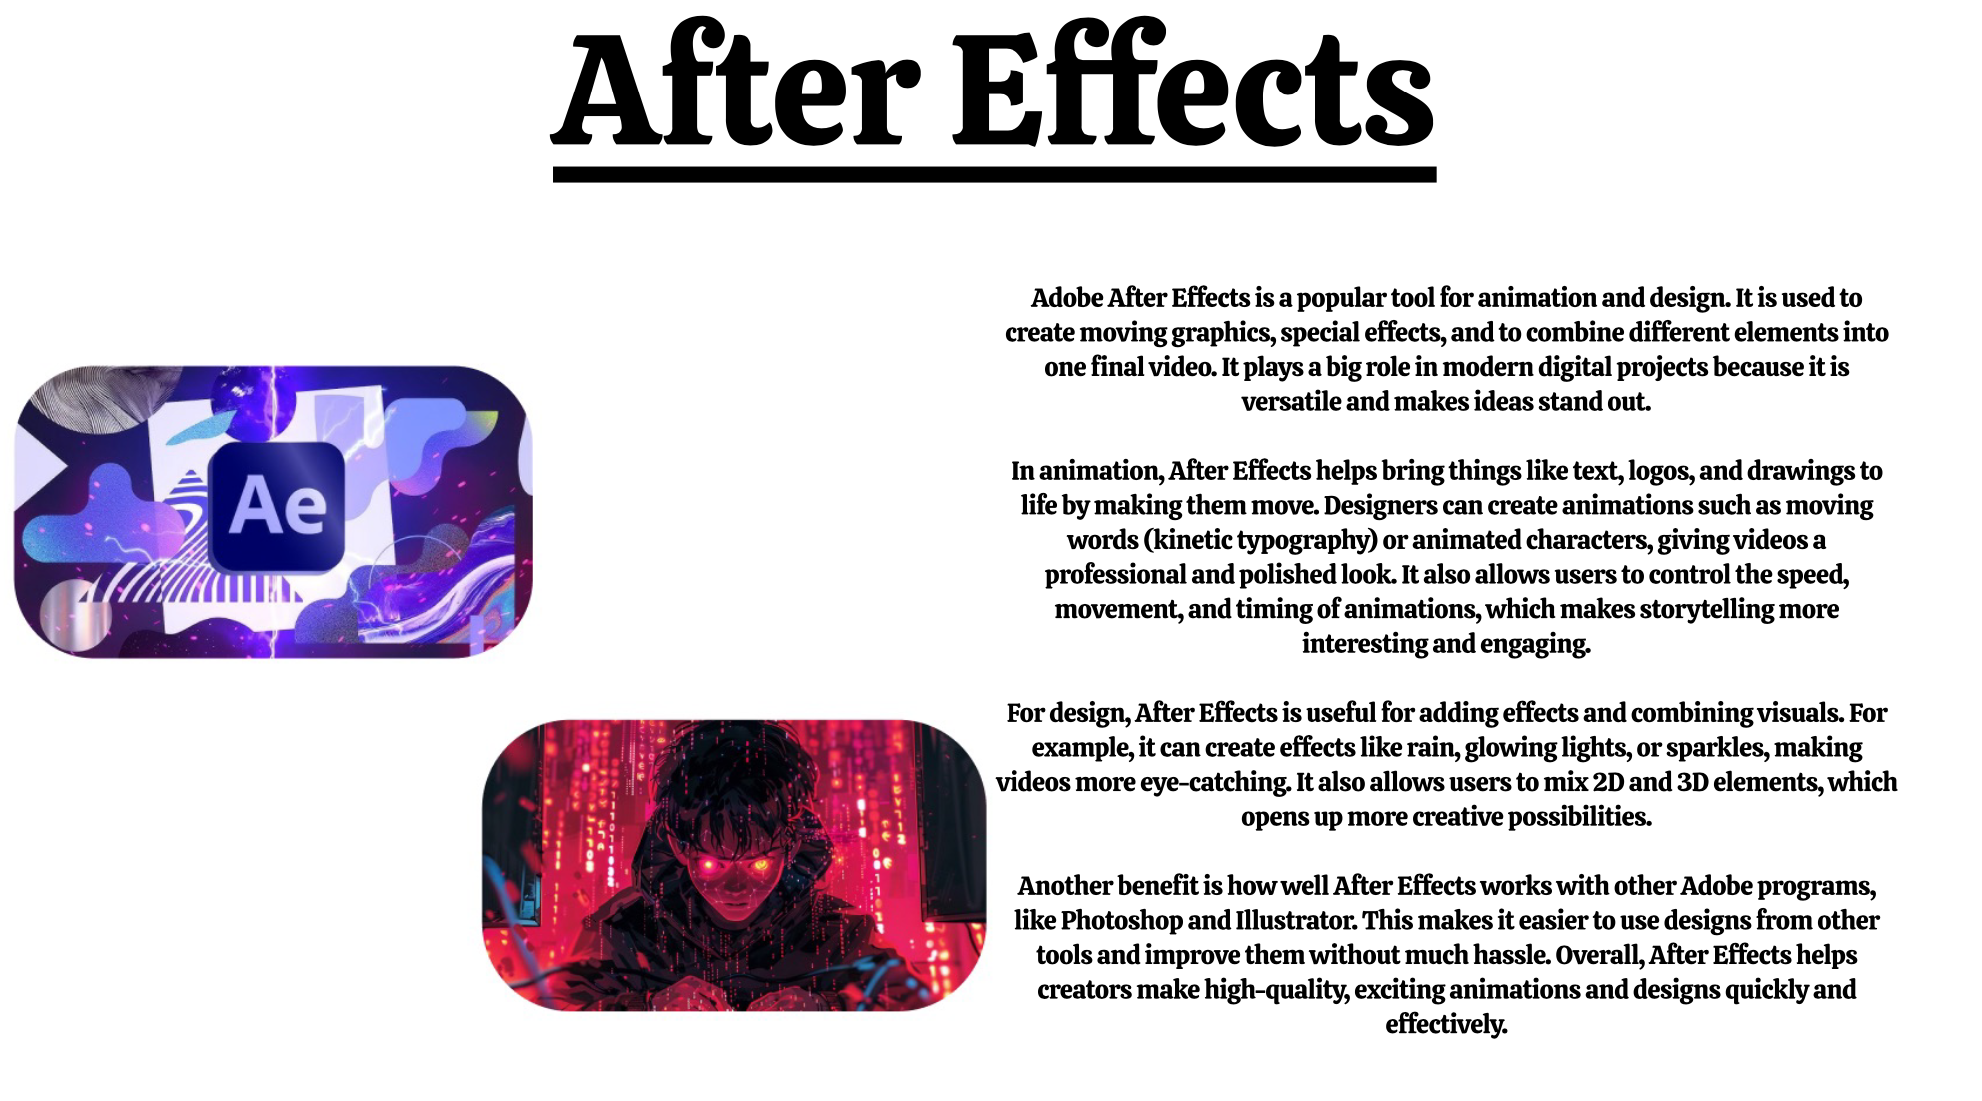 After Effects
Adobe After Effects is a popular tool for animation and design. It is used to
create moving graphics, special effects, and to combine different elements into
one final video. It plays a big role in modern digital projects because it is
versatile and makes ideas stand out.
In animation, After Effects helps bring things like text, logos, and drawings to
life by making them move. Designers can create animations such as moving
words (kinetic typography) or animated characters, giving videos a
professional and polished look. It also allows users to control the speed,
movement, and timing of animations, which makes storytelling more
interesting and engaging.
For design, After Effects is useful for adding effects and combining visuals. For
example, it can create effects like rain, glowing lights, or sparkles, making
videos more eye-catching. It also allows users to mix 2D and 3D elements, which
opens up more creative possibilities.
Another benefit is how well After Effects works with other Adobe programs,
like Photoshop and Illustrator. This makes it easier to use designs from other
tools and improve them without much hassle. Overall, After Effects helps
creators make high-quality, exciting animations and designs quickly and
effectively.
Ae